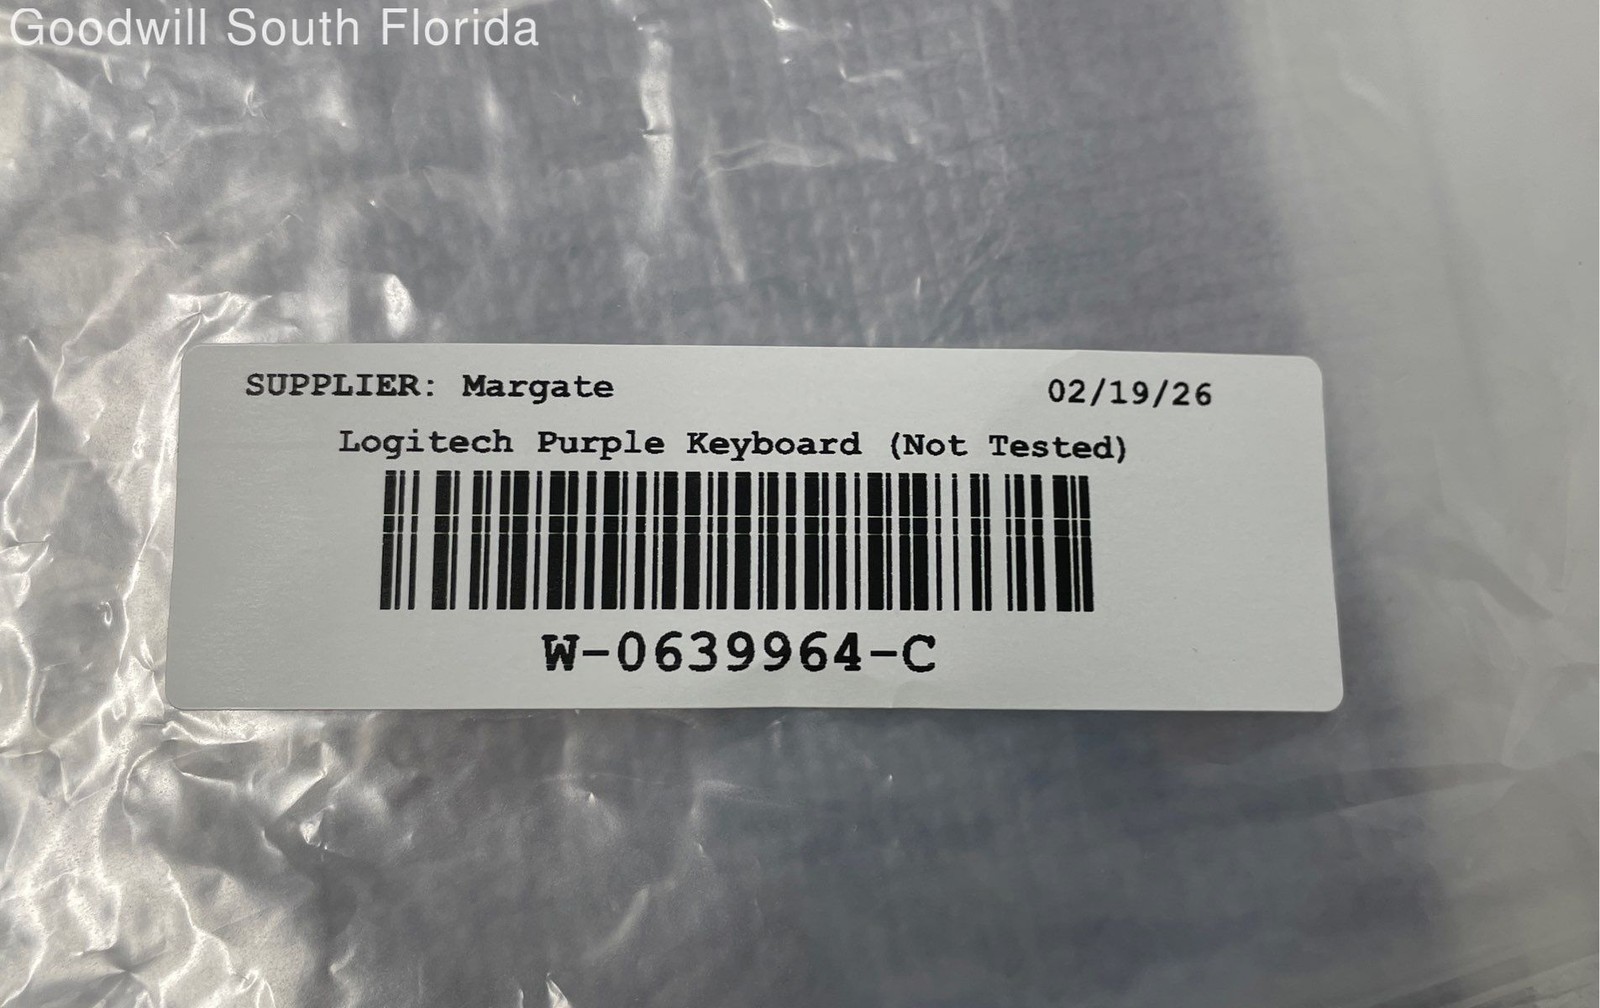 Goodwill South Florida
SUPPLIER: Margate 02/19/26
Logitech Purple Keyboard (Not Tested)
W-0639964-C